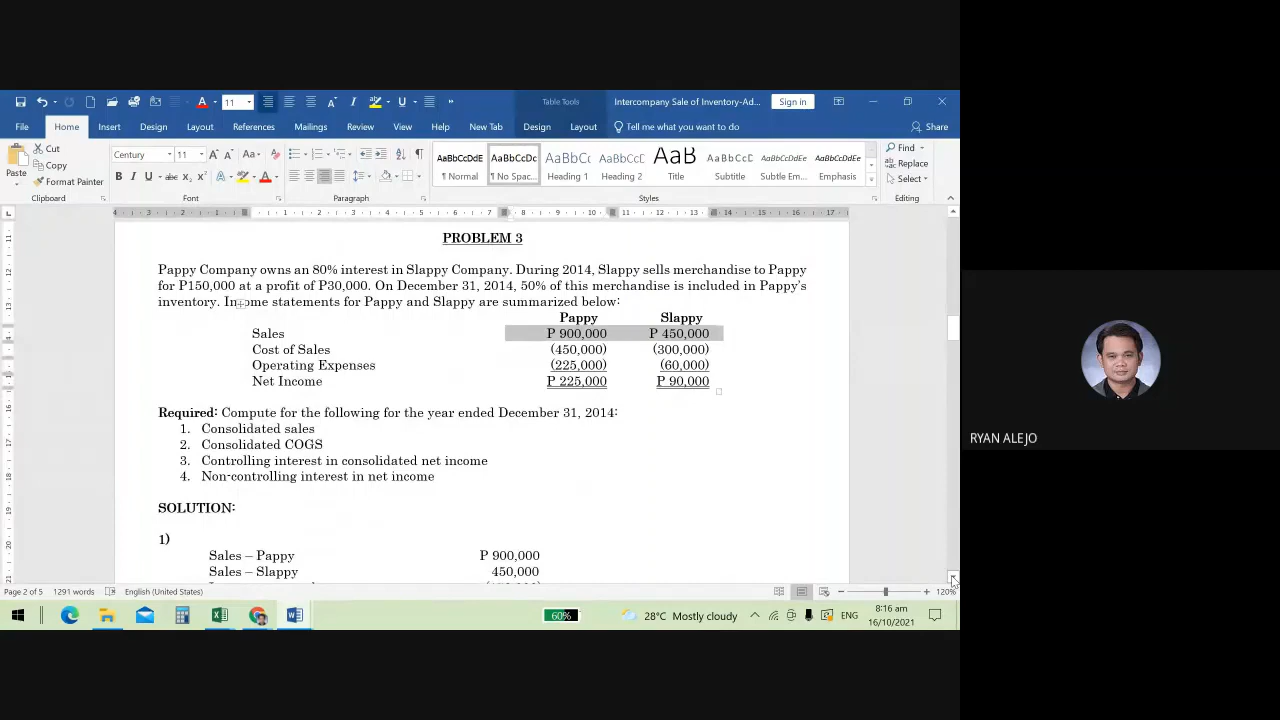 11
Table Tools
Intercompany Sale of Inventory-Ad...
Sign in
File Home Insert Design Layout References Mailings Review View Help New Tab Design Layout Tell me what you want to do Share
Paste
Cut
Copy
Format Painter
Clipboard
Century 11
Font
Paragraph
AaBbCcDdE AaBbCcDc AaBbCc AaBbCcC AaB AaBbCcC AaBbCcDdEe AaBbCcDdEe
¶ Normal ¶ No Spac... Heading 1 Heading 2 Title Subtitle Subtle Em... Emphasis
Styles
Find
Replace
Select
Editing
PROBLEM 3
Pappy Company owns an 80% interest in Slappy Company. During 2014, Slappy sells merchandise to Pappy
for P150,000 at a profit of P30,000. On December 31, 2014, 50% of this merchandise is included in Pappy's
inventory. Income statements for Pappy and Slappy are summarized below:
Pappy Slappy
Sales P 900,000 P 450,000
Cost of Sales (450,000) (300,000)
Operating Expenses (225,000) (60,000)
Net Income P 225,000 P 90,000
Required: Compute for the following for the year ended December 31, 2014:
1. Consolidated sales
2. Consolidated COGS
3. Controlling interest in consolidated net income
4. Non-controlling interest in net income
SOLUTION:
1)
Sales – Pappy P 900,000
Sales – Slappy 450,000
Page 2 of 5 1291 words English (United States) 120%
60% 28°C Mostly cloudy ENG 8:16 am
16/10/2021
RYAN ALEJO